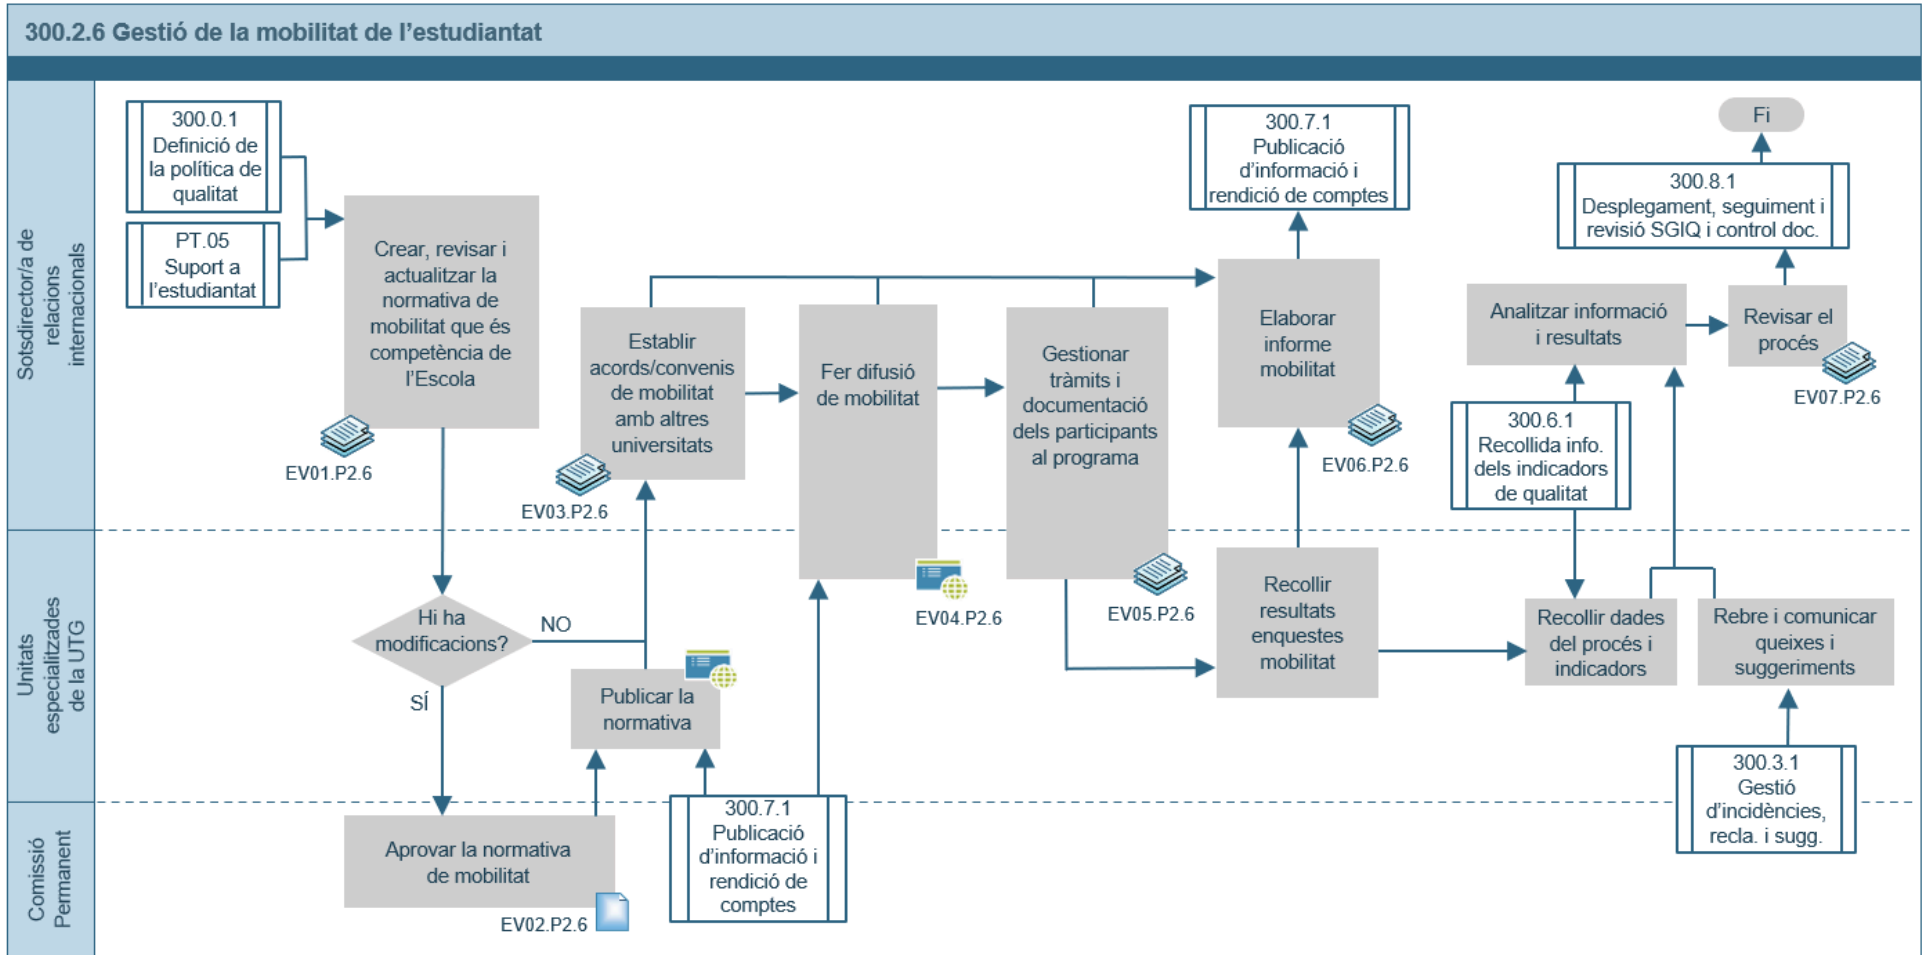 300.2.6 Gestió de la mobilitat de l'estudiantat
Sotsdirector/a de
relacions
internacionals
300.0.1
Definició de
la política de
qualitat
PT.05
Suport a
l'estudiantat
Crear, revisar i
actualitzar la
normativa de
mobilitat que és
competència de
l'Escola
EV01.P2.6
Establir
acords/convenis
de mobilitat
amb altres
universitats
EV03.P2.6
Fer difusió
de mobilitat
Gestionar
tràmits i
documentació
dels participants
al programa
300.7.1
Publicació
d'informació i
rendició de comptes
Elaborar
informe
mobilitat
EV06.P2.6
Fi
300.8.1
Desplegament, seguiment i
revisió SGIQ i control doc.
Analitzar informació
i resultats
Revisar el
procés
EV07.P2.6
300.6.1
Recollida info.
dels indicadors
de qualitat
Unitats
especialitzades
de la UTG
Hi ha
modificacions?
NO
SÍ
Publicar la
normativa
EV04.P2.6
EV05.P2.6
Recollir
resultats
enquestes
mobilitat
Recollir dades
del procés i
indicadors
Rebre i comunicar
queixes i
suggeriments
300.3.1
Gestió
d'incidències,
recla. i sugg.
Comissió
Permanent
Aprovar la normativa
de mobilitat
EV02.P2.6
300.7.1
Publicació
d'informació i
rendició de
comptes